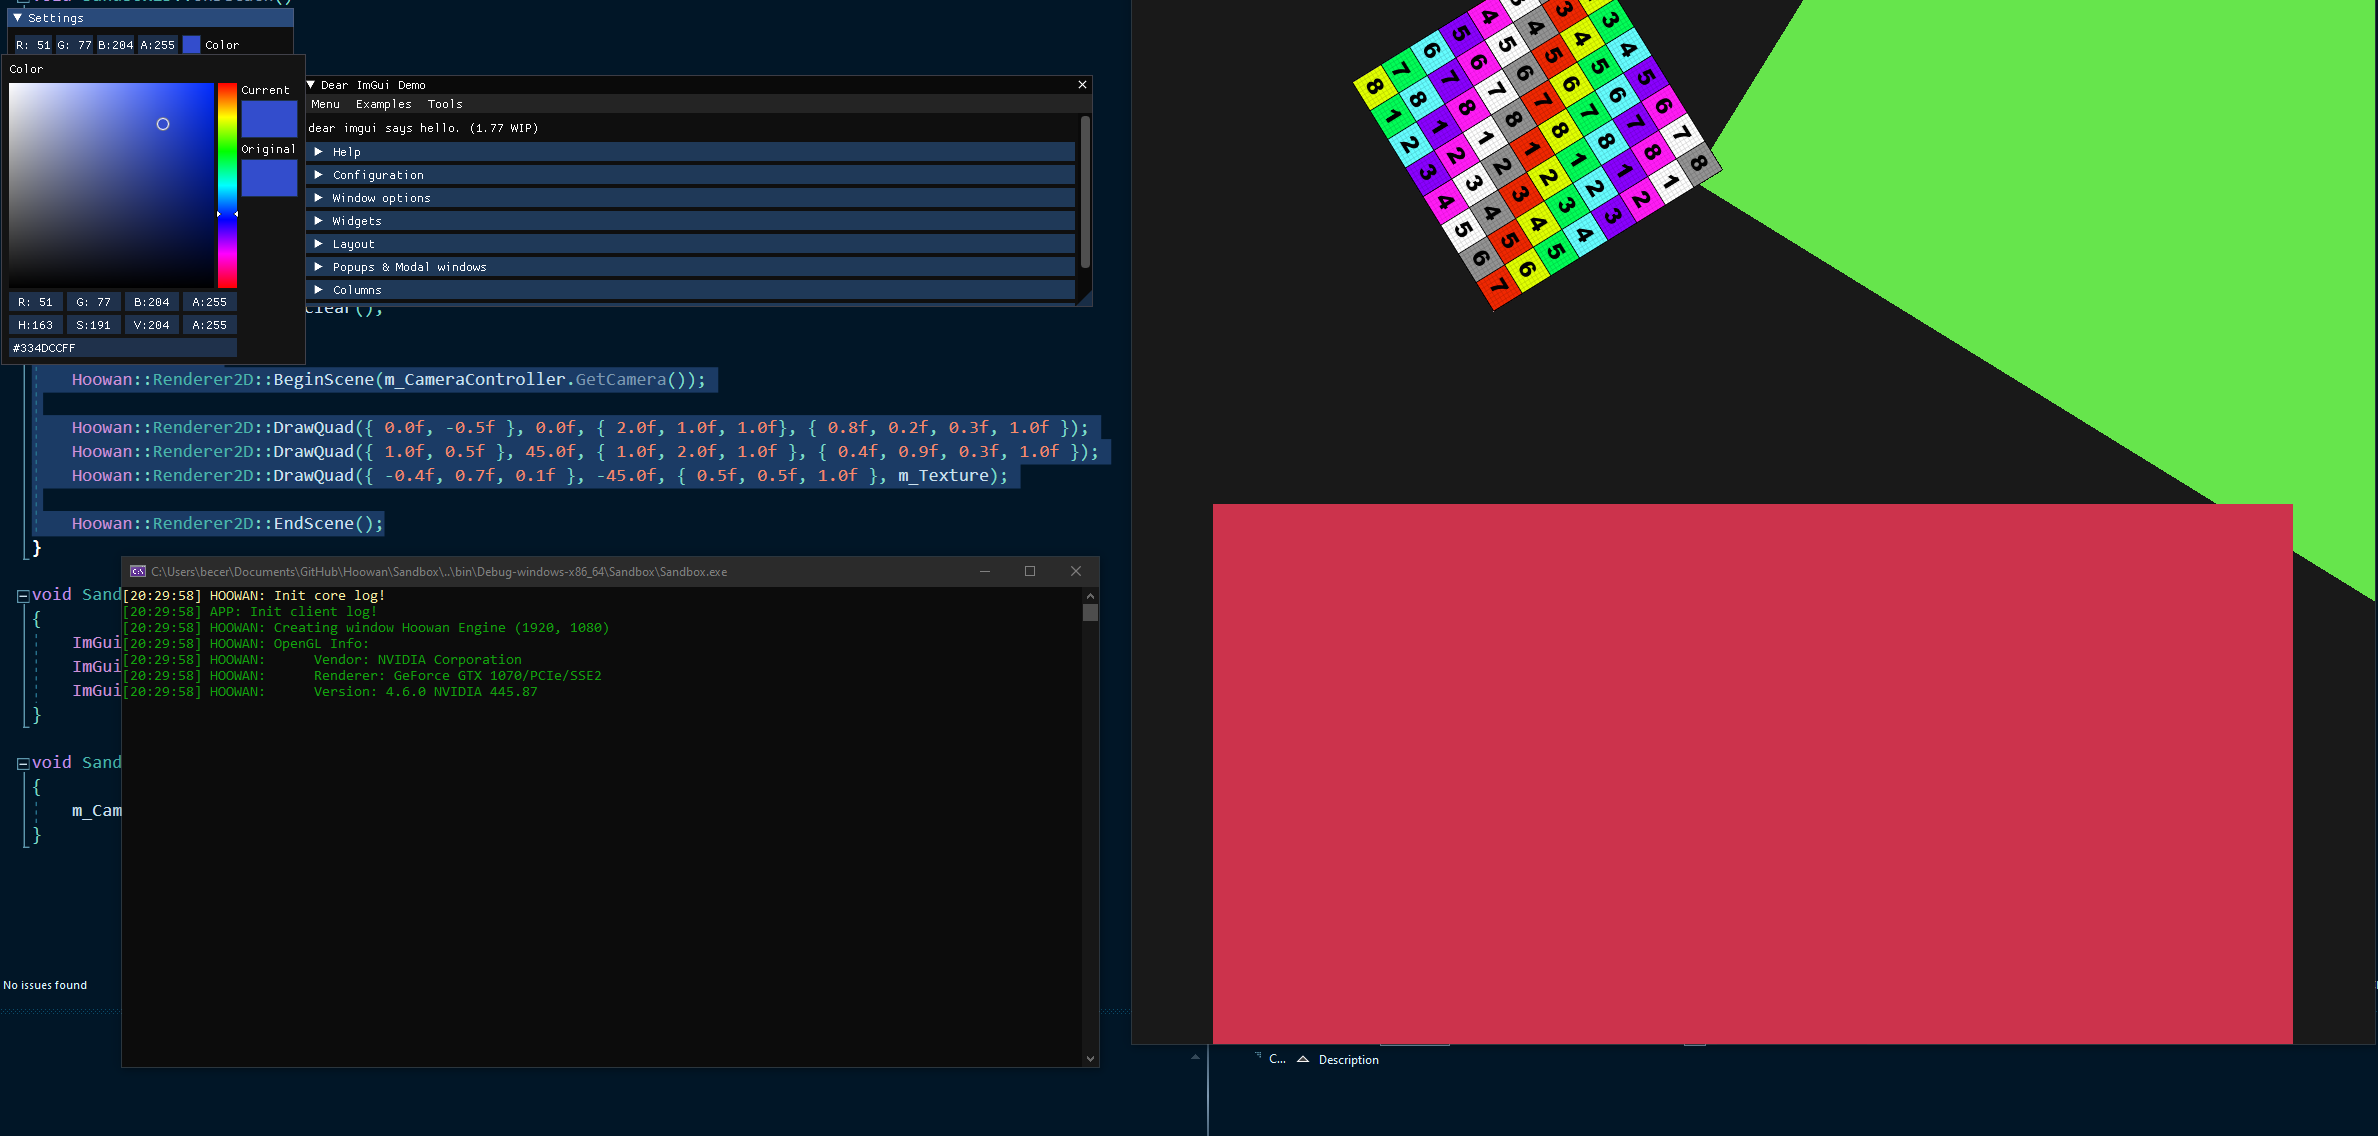 Settings
R: 51 G: 77 B:204 A:255 Color
Color
Current
Original
R: 51 G: 77 B:204 A:255
H:163 S:191 V:204 A:255
#334DCCFF
Dear ImGui Demo
Menu Examples Tools
dear imgui says hello. (1.77 WIP)
Help
Configuration
Window options
Widgets
Layout
Popups & Modal windows
Columns
Clear();
Hoowan::Renderer2D::BeginScene(m_CameraController.GetCamera());
Hoowan::Renderer2D::DrawQuad({ 0.0f, -0.5f }, 0.0f, { 2.0f, 1.0f, 1.0f}, { 0.8f, 0.2f, 0.3f, 1.0f });
Hoowan::Renderer2D::DrawQuad({ 1.0f, 0.5f }, 45.0f, { 1.0f, 2.0f, 1.0f }, { 0.4f, 0.9f, 0.3f, 1.0f });
Hoowan::Renderer2D::DrawQuad({ -0.4f, 0.7f, 0.1f }, -45.0f, { 0.5f, 0.5f, 1.0f }, m_Texture);
Hoowan::Renderer2D::EndScene();
}
void Sand
{
ImGui
ImGui
ImGui
}
void Sand
{
m_Cam
}
C:\Users\becer\Documents\GitHub\Hoowan\Sandbox\..\bin\Debug-windows-x86_64\Sandbox\Sandbox.exe
[20:29:58] HOOWAN: Init core log!
[20:29:58] APP: Init client log!
[20:29:58] HOOWAN: Creating window Hoowan Engine (1920, 1080)
[20:29:58] HOOWAN: OpenGL Info:
[20:29:58] HOOWAN: Vendor: NVIDIA Corporation
[20:29:58] HOOWAN: Renderer: GeForce GTX 1070/PCIe/SSE2
[20:29:58] HOOWAN: Version: 4.6.0 NVIDIA 445.87
No issues found
C... Description